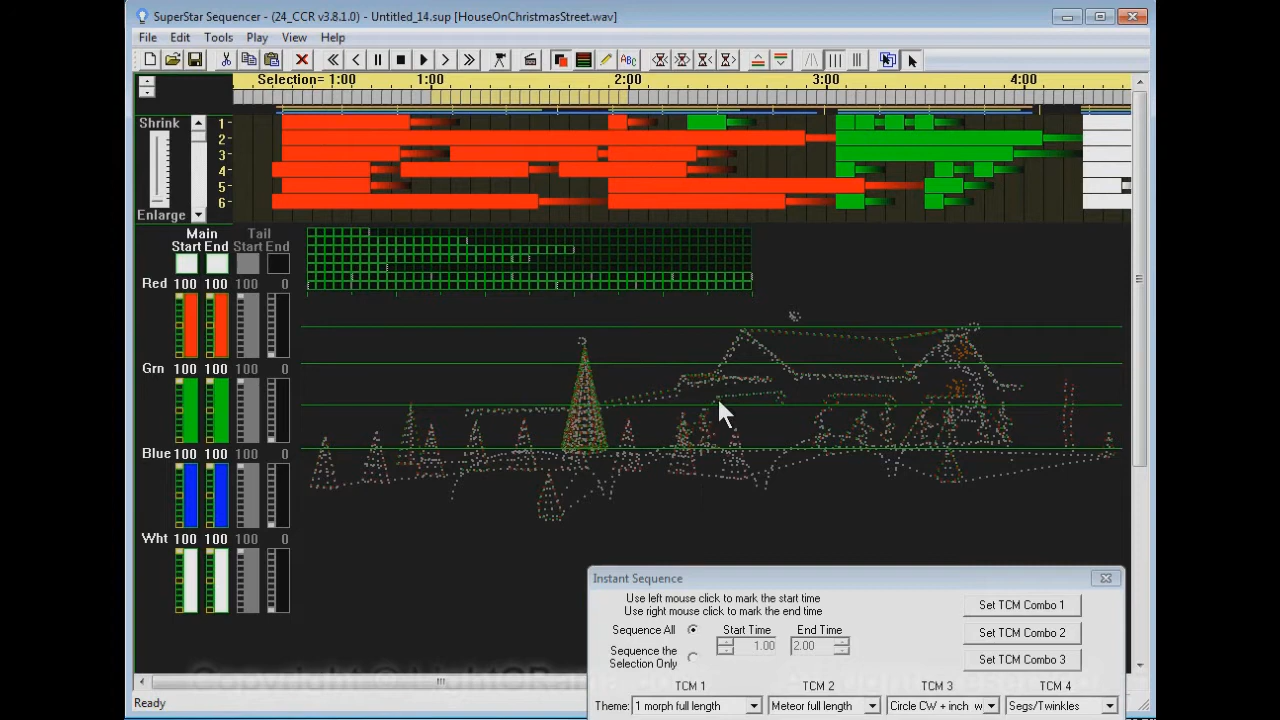 SuperStar Sequencer - (24_CCR v3.8.1.0) - Untitled_14.sup [HouseOnChristmasStreet.wav]
File Edit Tools Play View Help
ABC
Selection= 1:00 1:00 2:00 3:00 4:00
Shrink
Enlarge
1
2
3
4
5
6
Main Tail
Start End Start End
Red 100 100 100 0
Grn 100 100 100 0
Blue 100 100 100 0
Wht 100 100 100 0
Instant Sequence
Use left mouse click to mark the start time
Use right mouse click to mark the end time
Set TCM Combo 1
Sequence All Start Time End Time
1.00 2.00
Set TCM Combo 2
Sequence the
Selection Only
Set TCM Combo 3
TCM 1 TCM 2 TCM 3 TCM 4
Theme: 1 morph full length Meteor full length Circle CW + inch w Segs/Twinkles
Ready